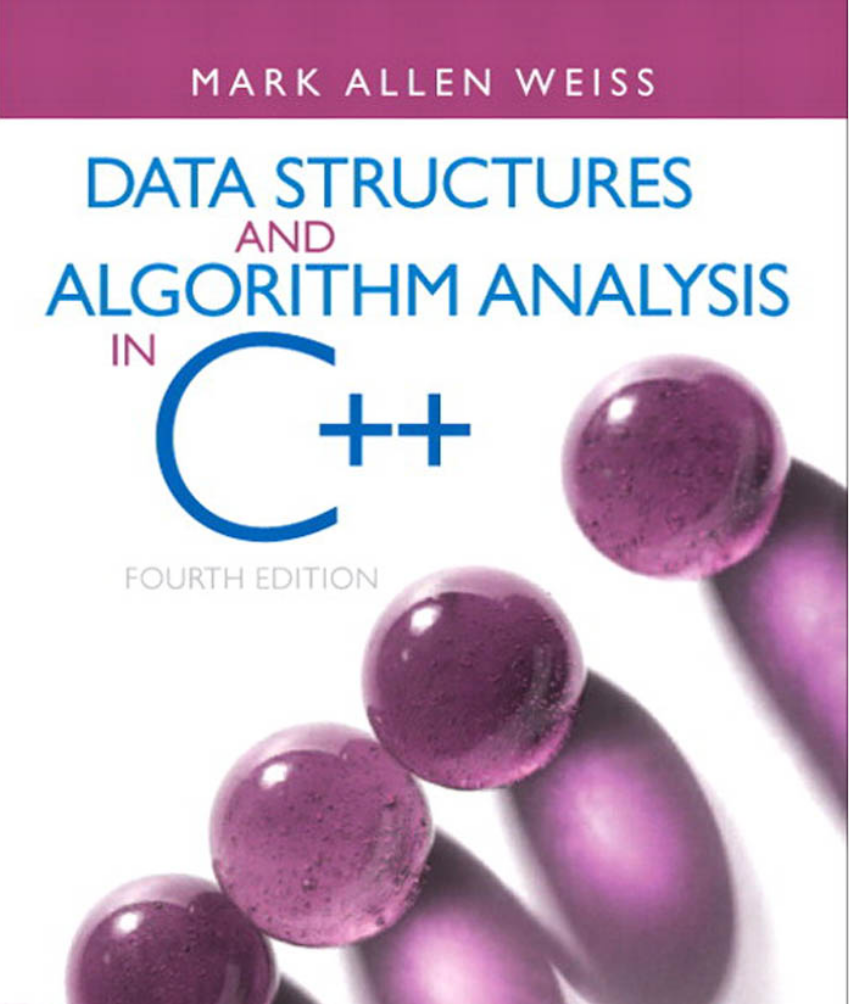 MARK ALLEN WEISS
DATA STRUCTURES
AND
ALGORITHM ANALYSIS
IN
C++
FOURTH EDITION